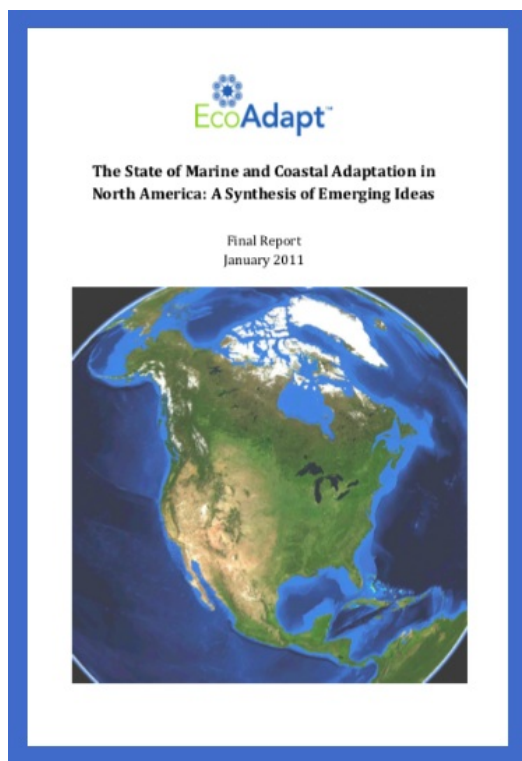 EcoAdapt™
The State of Marine and Coastal Adaptation in
North America: A Synthesis of Emerging Ideas
Final Report
January 2011